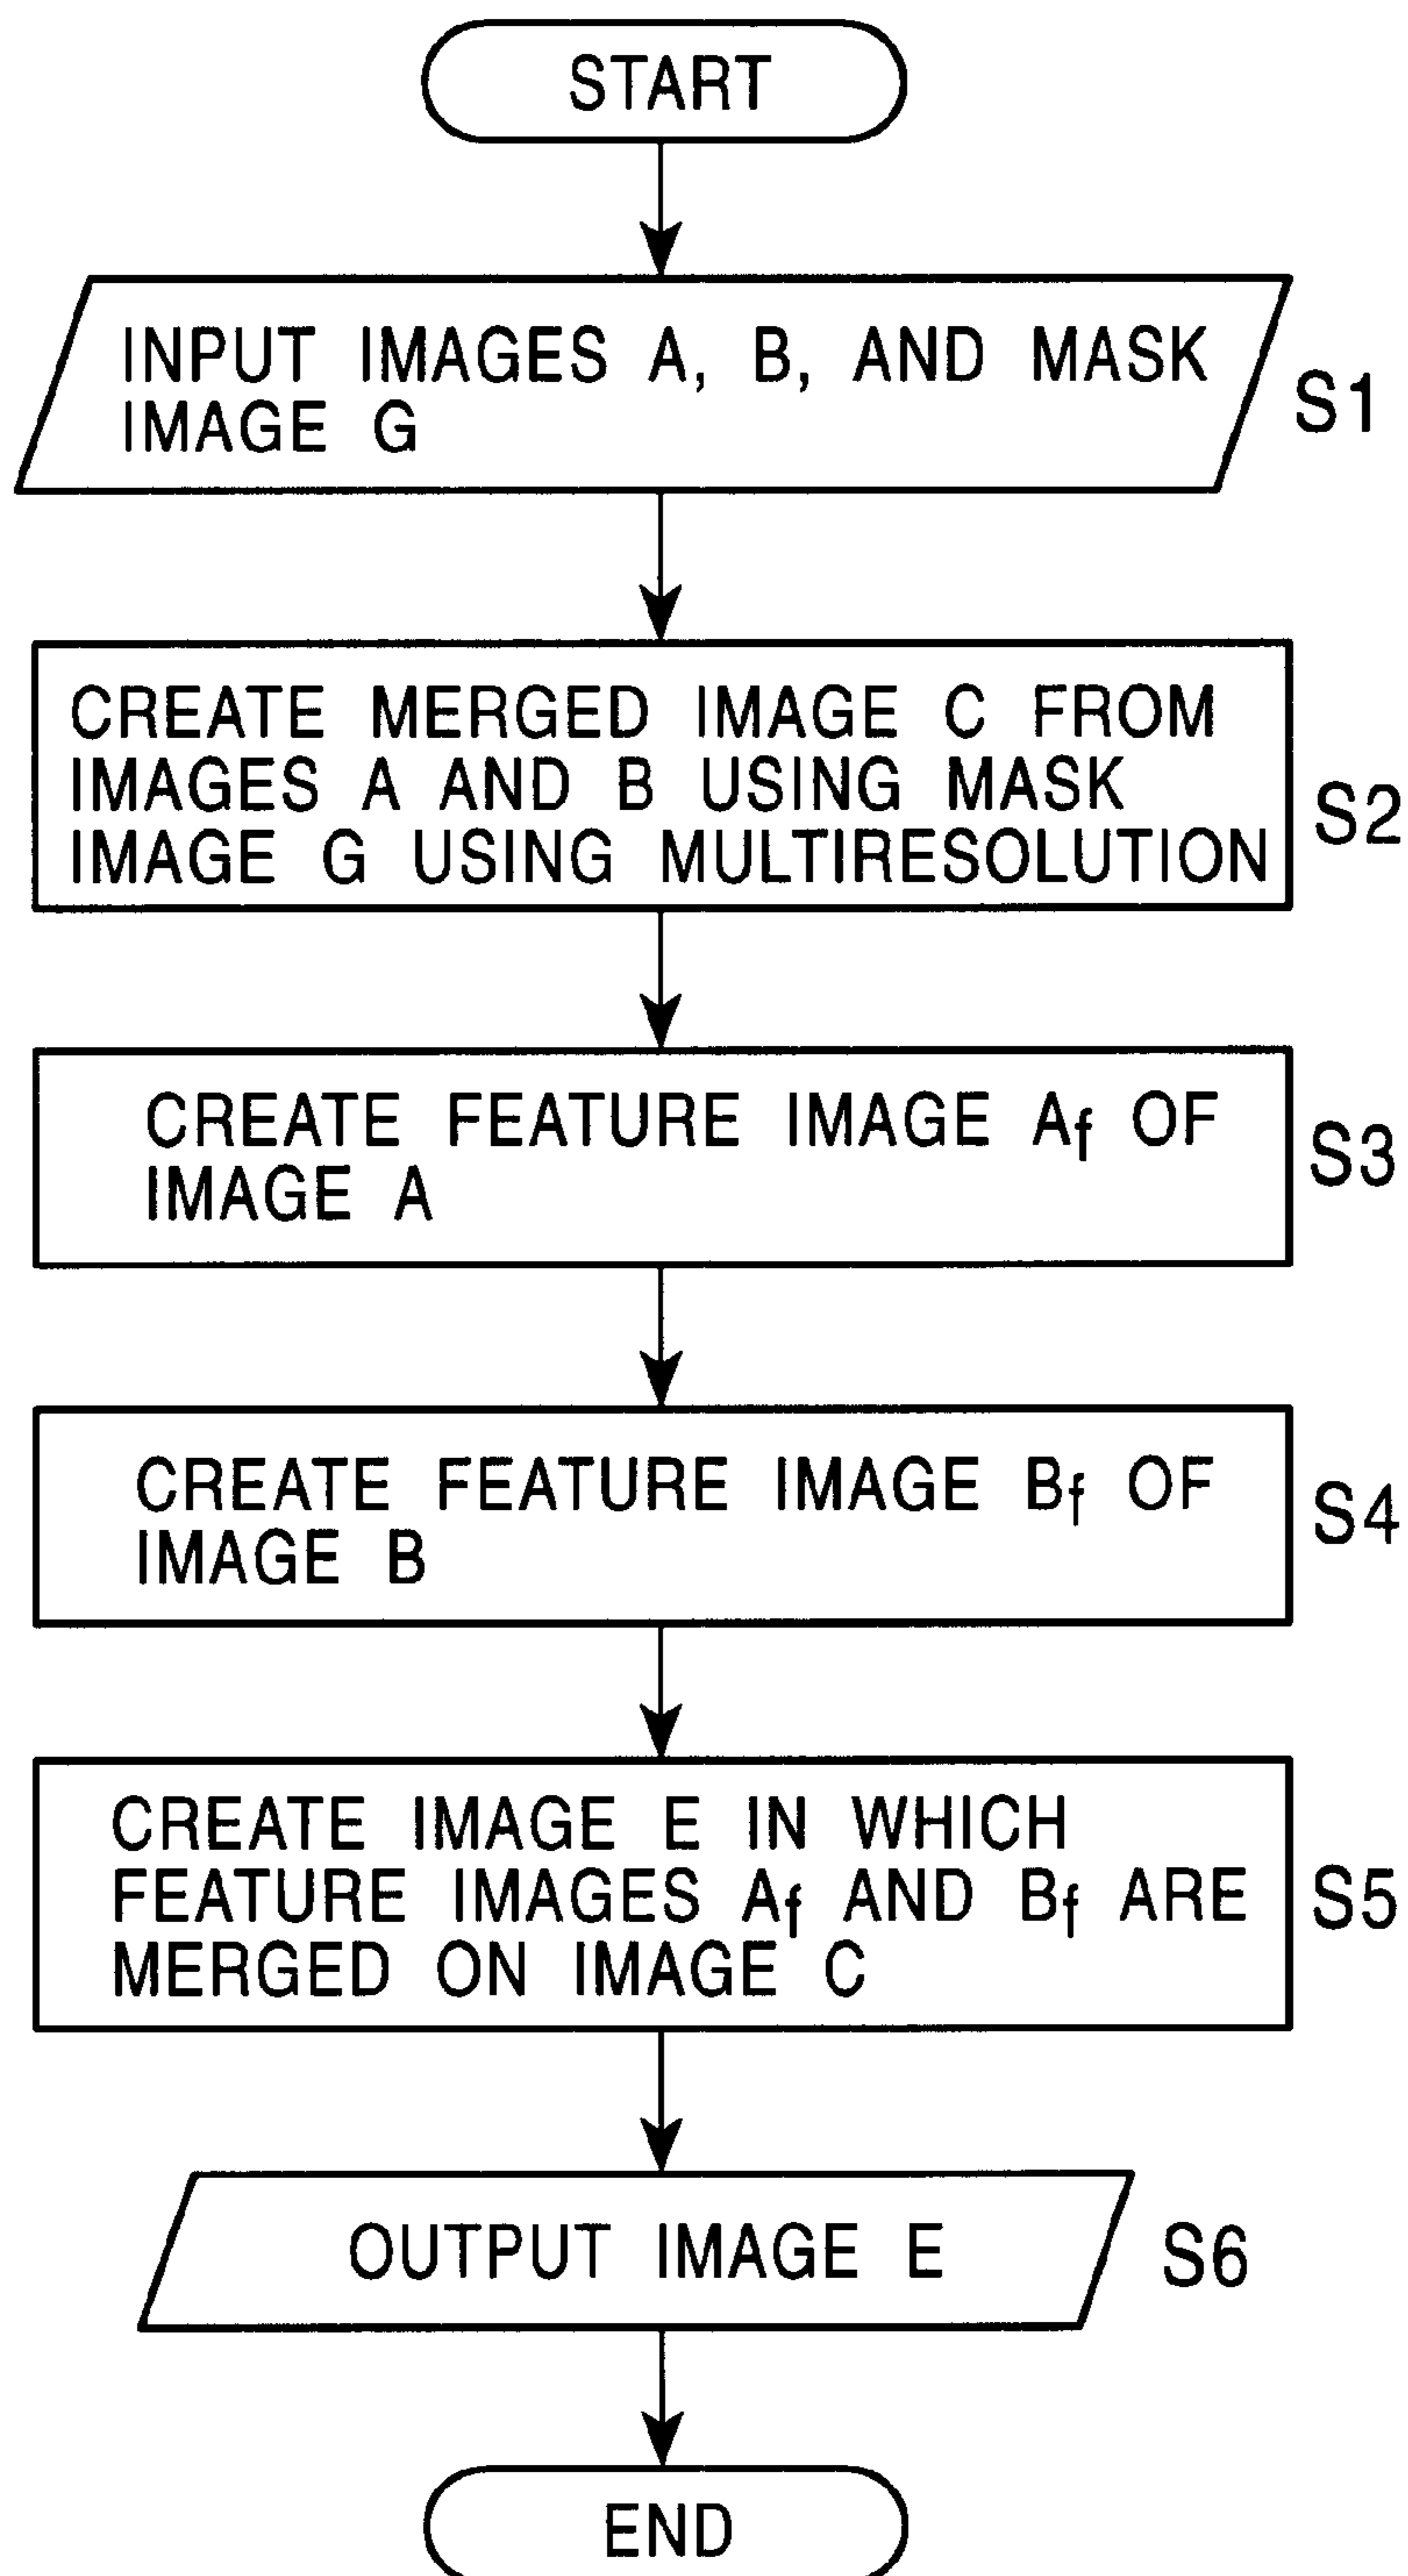 START
INPUT IMAGES A, B, AND MASK
IMAGE G
S1
CREATE MERGED IMAGE C FROM
IMAGES A AND B USING MASK
IMAGE G USING MULTIRESOLUTION
S2
CREATE FEATURE IMAGE Af OF
IMAGE A
S3
CREATE FEATURE IMAGE Bf OF
IMAGE B
S4
CREATE IMAGE E IN WHICH
FEATURE IMAGES Af AND Bf ARE
MERGED ON IMAGE C
S5
OUTPUT IMAGE E
S6
END